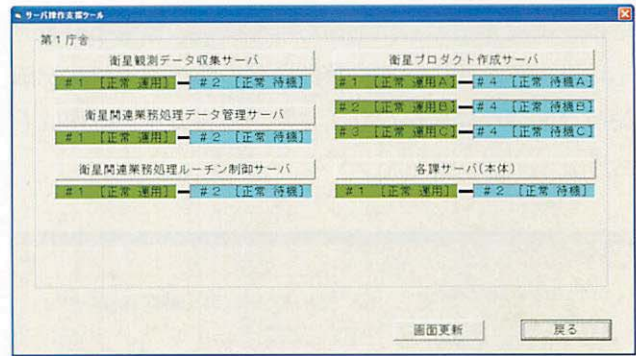 サーバ操作支援ツール
第1庁舎
衛星観測データ収集サーバ
#1 [正常 運用]
#2 [正常 待機]
衛星関連業務処理データ管理サーバ
#1 [正常 運用]
#2 [正常 待機]
衛星関連業務処理ルーチン制御サーバ
#1 [正常 運用]
#2 [正常 待機]
衛星プロダクト作成サーバ
#1 [正常 運用A]
#4 [正常 待機A]
#2 [正常 運用B]
#4 [正常 待機B]
#3 [正常 運用C]
#4 [正常 待機C]
各課サーバ(本体)
#1 [正常 運用]
#2 [正常 待機]
画面更新
戻る